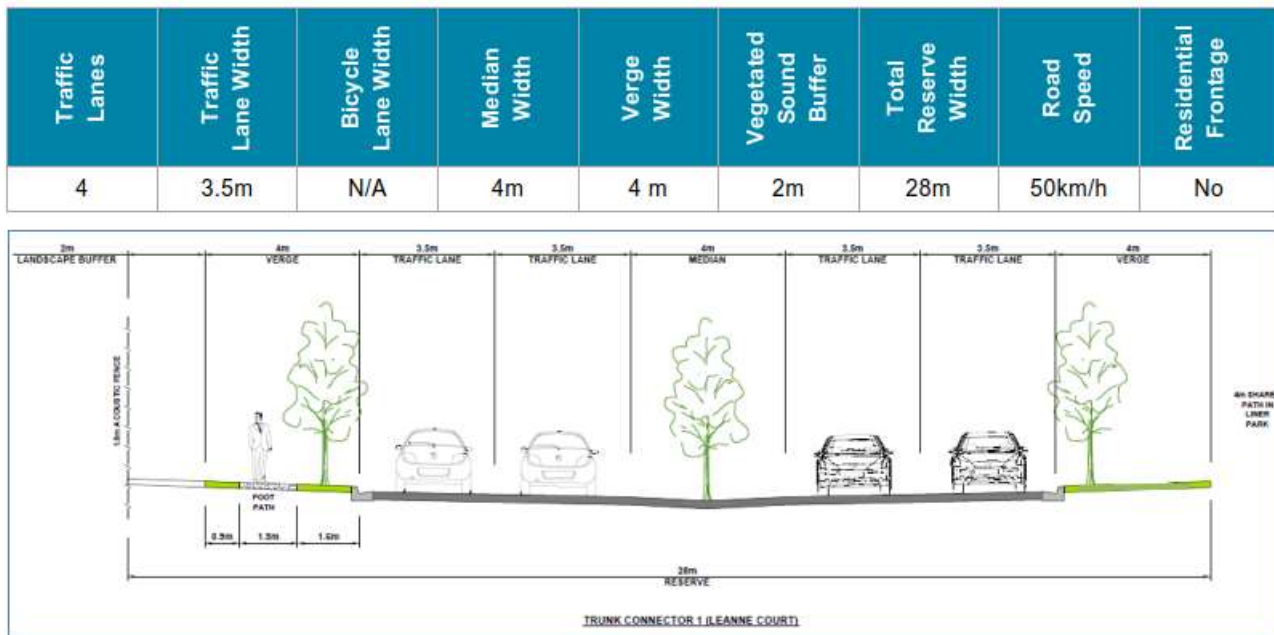 Traffic Lanes
Traffic Lane Width
Bicycle Lane Width
Median Width
Verge Width
Vegetated Sound Buffer
Total Reserve Width
Road Speed
Residential Frontage
4
3.5m
N/A
4m
4 m
2m
28m
50km/h
No
2m
4m
3.5m
3.5m
4m
3.5m
3.5m
4m
LANDSCAPE BUFFER
VERGE
TRAFFIC LANE
TRAFFIC LANE
MEDIAN
TRAFFIC LANE
TRAFFIC LANE
VERGE
1.8m ACOUSTIC FENCE
4m SHARE
PATH IN
LINER
PARK
FOOT
PATH
0.9m
1.5m
1.6m
28m
RESERVE
TRUNK CONNECTOR 1 (LEANNE COURT)